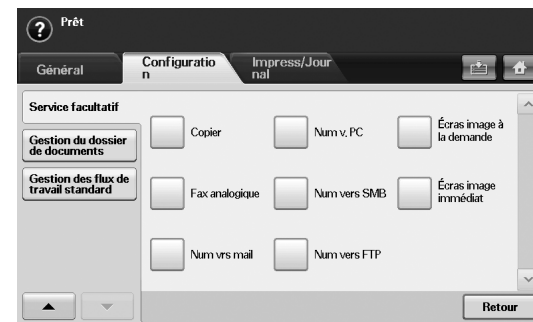 ? Prêt
Général
Configuratio
n
Impress/Jour
nal
Service facultatif
Gestion du dossier
de documents
Gestion des flux de
travail standard
Copier
Num v. PC
Écras image à
la demande
Fax analogique
Num vers SMB
Écras image
immédiat
Num vrs mail
Num vers FTP
Retour